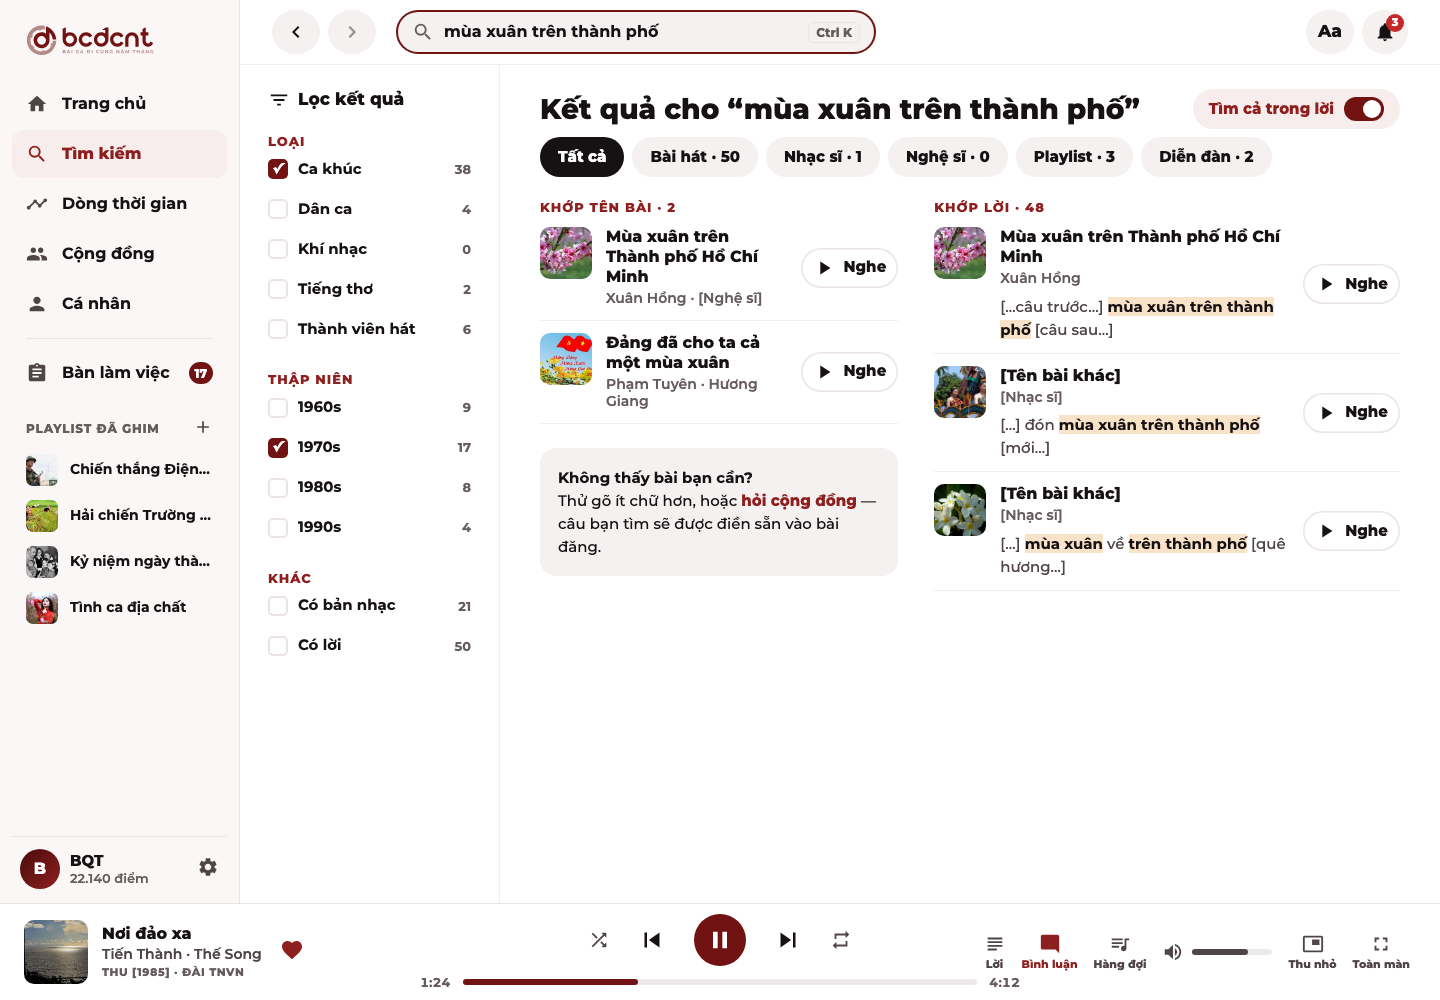 bcdcnt
BÀI CA ĐI CÙNG NĂM THÁNG
Trang chủ
Tìm kiếm
Dòng thời gian
Cộng đồng
Cá nhân
Bàn làm việc 17
PLAYLIST ĐÃ GHIM
Chiến thắng Điện...
Hải chiến Trường ...
Kỷ niệm ngày thà...
Tình ca địa chất
B
BQT
22.140 điểm
mùa xuân trên thành phố
Ctrl K
Aa
3
Lọc kết quả
LOẠI
Ca khúc 38
Dân ca 4
Khí nhạc 0
Tiếng thơ 2
Thành viên hát 6
THẬP NIÊN
1960s 9
1970s 17
1980s 8
1990s 4
KHÁC
Có bản nhạc 21
Có lời 50
Kết quả cho “mùa xuân trên thành phố”
Tìm cả trong lời
Tất cả
Bài hát · 50
Nhạc sĩ · 1
Nghệ sĩ · 0
Playlist · 3
Diễn đàn · 2
KHỚP TÊN BÀI · 2
Mùa xuân trên
Thành phố Hồ Chí
Minh
Xuân Hồng · [Nghệ sĩ]
Nghe
Đảng đã cho ta cả
một mùa xuân
Phạm Tuyên · Hương
Giang
Nghe
Không thấy bài bạn cần?
Thử gõ ít chữ hơn, hoặc hỏi cộng đồng —
câu bạn tìm sẽ được điền sẵn vào bài
đăng.
KHỚP LỜI · 48
Mùa xuân trên Thành phố Hồ Chí
Minh
Xuân Hồng
[...câu trước...] mùa xuân trên thành
phố [câu sau...]
Nghe
[Tên bài khác]
[Nhạc sĩ]
[...] đón mùa xuân trên thành phố
[mới...]
Nghe
[Tên bài khác]
[Nhạc sĩ]
[...] mùa xuân về trên thành phố [quê
hương...]
Nghe
Nơi đảo xa
Tiến Thành · Thế Song
THU [1985] · ĐÀI TNVN
1:24
4:12
Lời
Bình luận
Hàng đợi
Thu nhỏ
Toàn màn